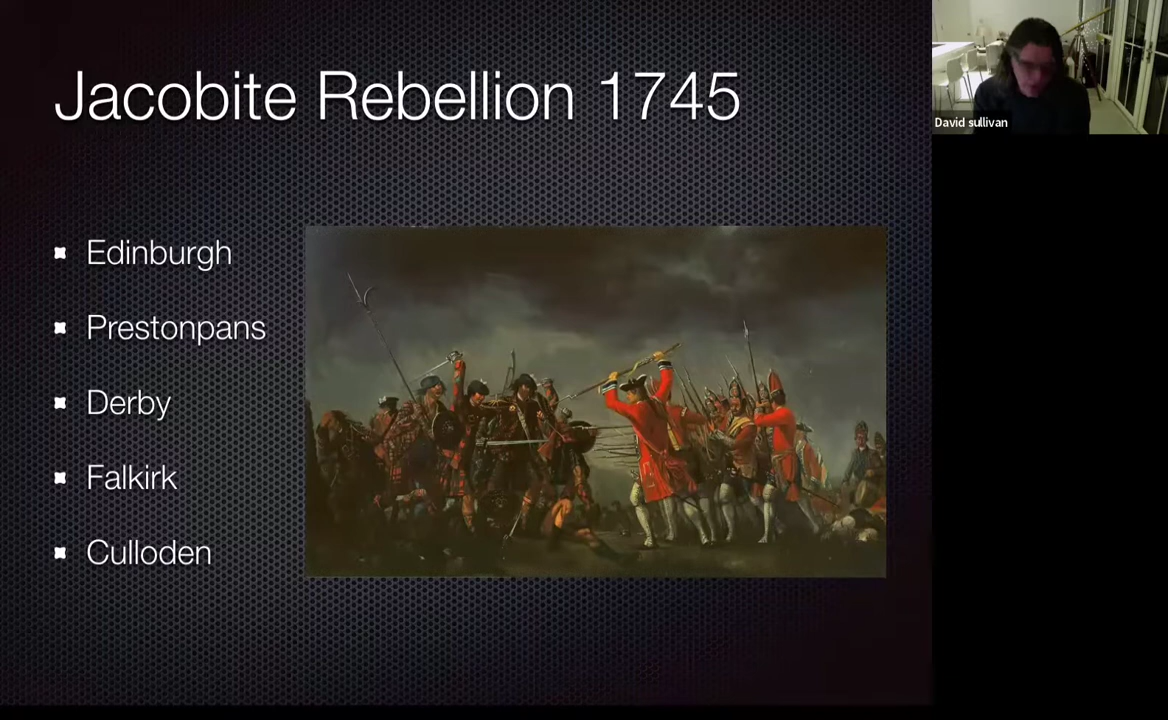 Jacobite Rebellion 1745
Edinburgh
Prestonpans
Derby
Falkirk
Culloden
David sullivan